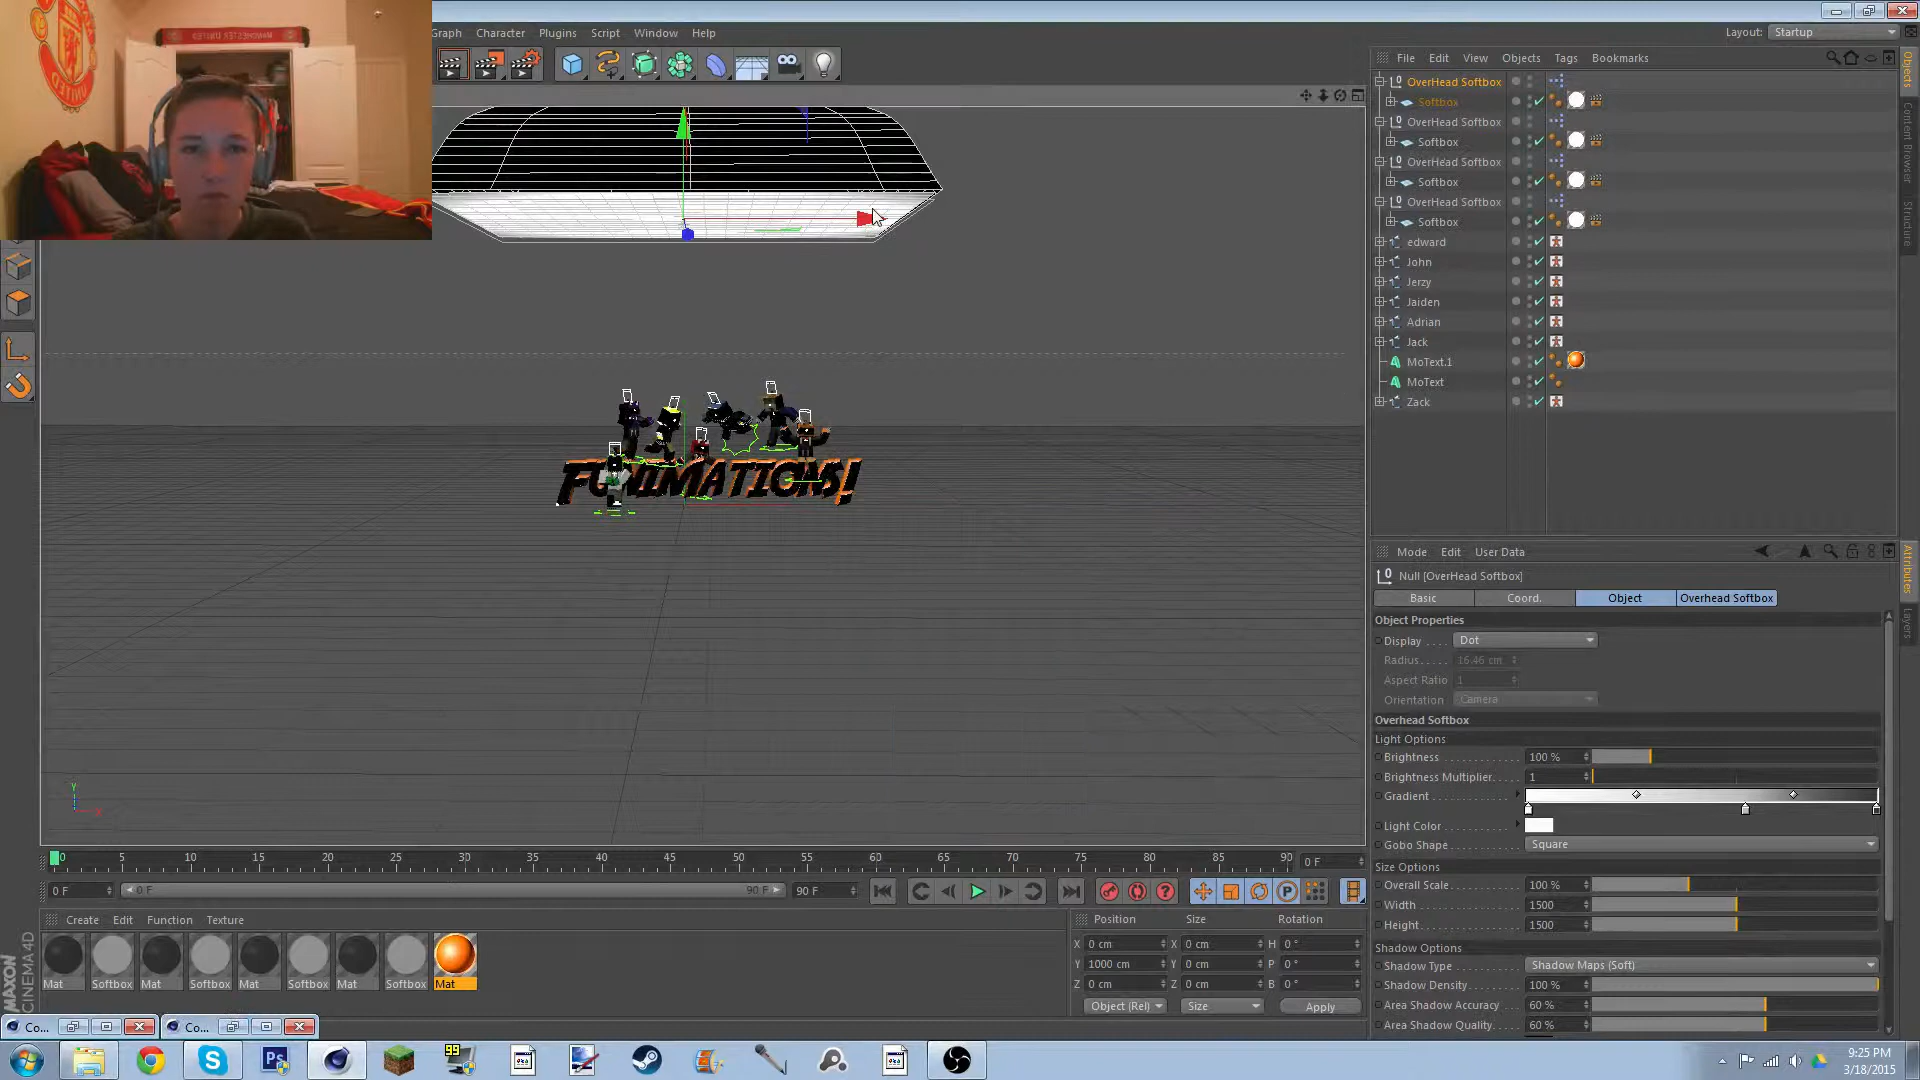 raph Character Plugins Script Window Help
Layout: Startup
File Edit View Objects Tags Bookmarks
OverHead Softbox
Softbox
OverHead Softbox
Softbox
OverHead Softbox
Softbox
OverHead Softbox
Softbox
edward
John
Jerzy
Jaiden
Adrian
Jack
MoText.1
MoText
Zack
Objects
Content Browser
Structure
FUNIMATIONS!
Mode Edit User Data
Null [OverHead Softbox]
Basic Coord. Object Overhead Softbox
Object Properties
Display Dot
Radius 16.46 cm
Aspect Ratio 1
Orientation Camera
Overhead Softbox
Light Options
Brightness 100 %
Brightness Multiplier 1
Gradient
Light Color
Gobo Shape Square
Size Options
Overall Scale 100 %
Width 1500
Height 1500
Shadow Options
Shadow Type Shadow Maps (Soft)
Shadow Density 100 %
Area Shadow Accuracy 60 %
Area Shadow Quality 60 %
Attributes
Layers
Y
X
0 5 10 15 20 25 30 35 40 45 50 55 60 65 70 75 80 85 90 0 F
0 F 0 F 90 F 90 F
Create Edit Function Texture
Mat Softbox Mat Softbox Mat Softbox Mat Softbox Mat
Position Size Rotation
X 0 cm X 0 cm H 0 °
Y 1000 cm Y 0 cm P 0 °
Z 0 cm Z 0 cm B 0 °
Object (Rel) Size Apply
MAXON
CINEMA 4D
Co... Co...
9:25 PM
3/18/2015